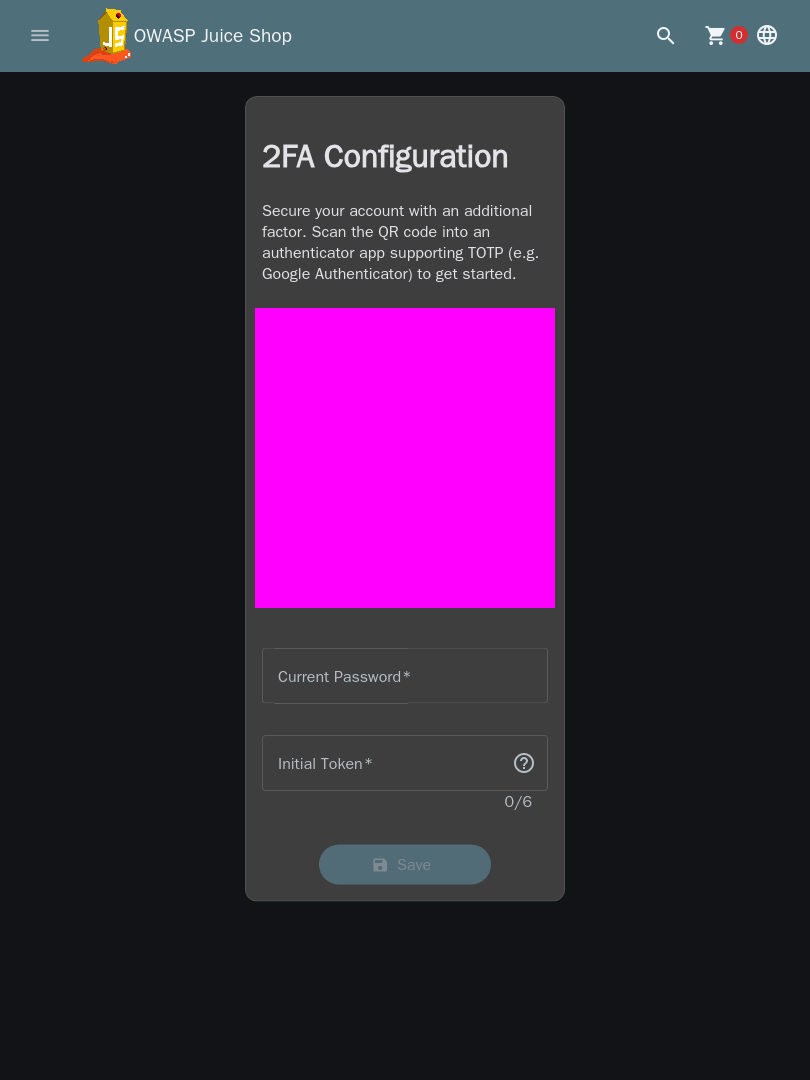 OWASP Juice Shop
0
2FA Configuration
Secure your account with an additional
factor. Scan the QR code into an
authenticator app supporting TOTP (e.g.
Google Authenticator) to get started.
Current Password*
Initial Token*
0/6
Save